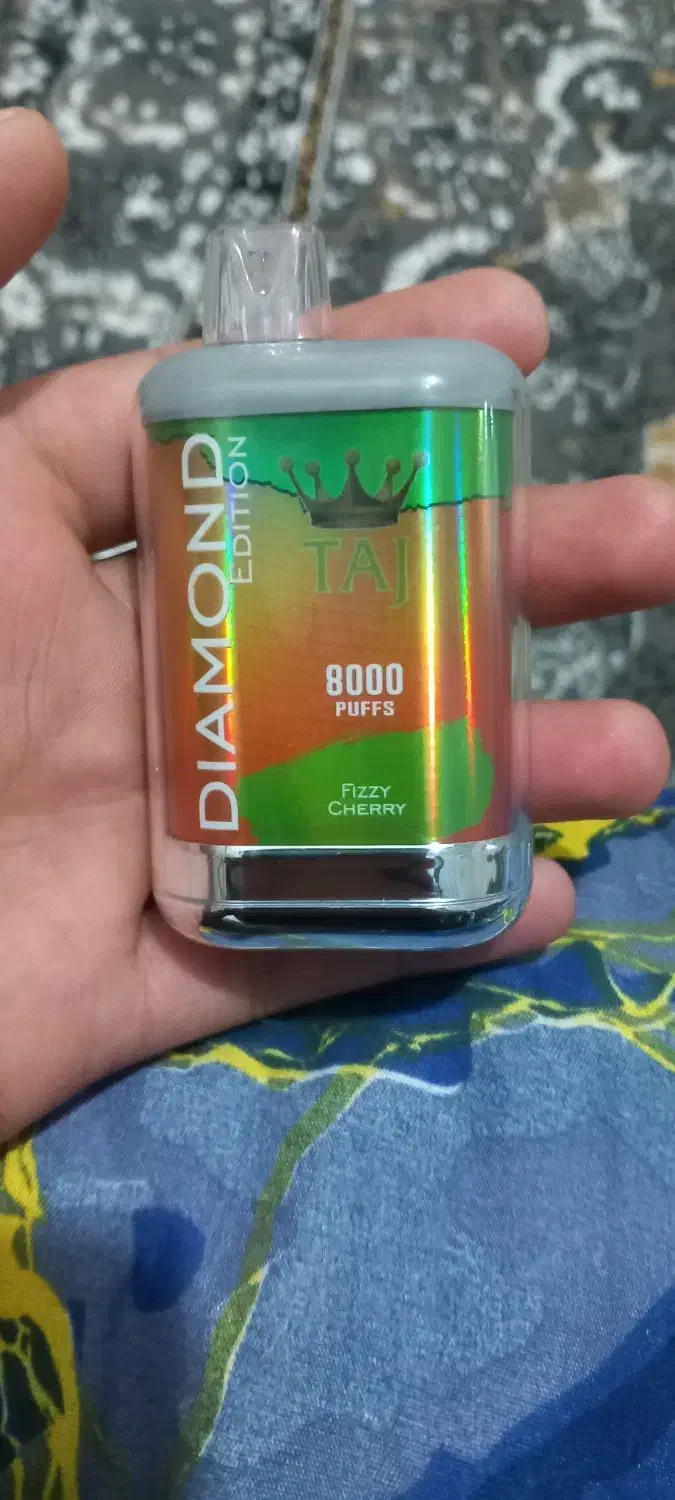 DIAMOND
EDITION
TAJ
8000
PUFFS
FIZZY
CHERRY